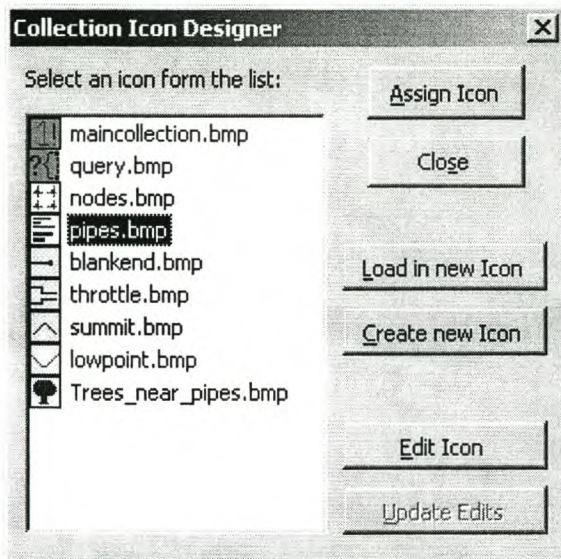 Collection Icon Designer
Select an icon form the list:
maincollection.bmp
query.bmp
nodes.bmp
pipes.bmp
blankend.bmp
throttle.bmp
summit.bmp
lowpoint.bmp
Trees_near_pipes.bmp
Assign Icon
Close
Load in new Icon
Create new Icon
Edit Icon
Update Edits